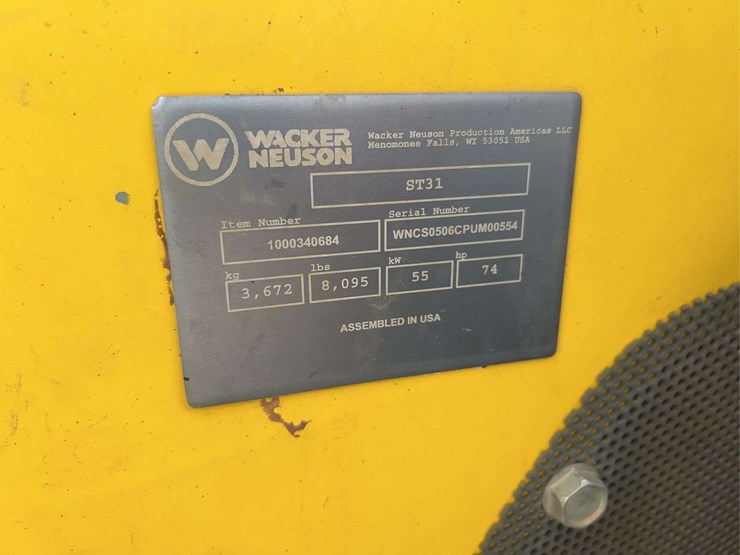 W WACKER
NEUSON
Wacker Neuson Production Americas LLC
Menomonee Falls, WI 53051 USA
ST31
Item Number
Serial Number
1000340684
WNCS0506CPUM00554
kg lbs kW hp
3,672 8,095 55 74
ASSEMBLED IN USA